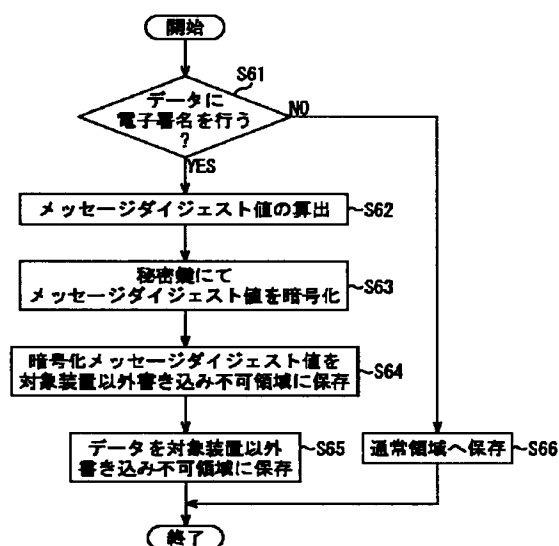 開始
S61
データに
電子署名を行う
?
NO
YES
メッセージダイジェスト値の算出
S62
秘密鍵にて
メッセージダイジェスト値を暗号化
S63
暗号化メッセージダイジェスト値を
対象装置以外書き込み不可領域に保存
S64
データを対象装置以外
書き込み不可領域に保存
S65
通常領域へ保存
S66
終了